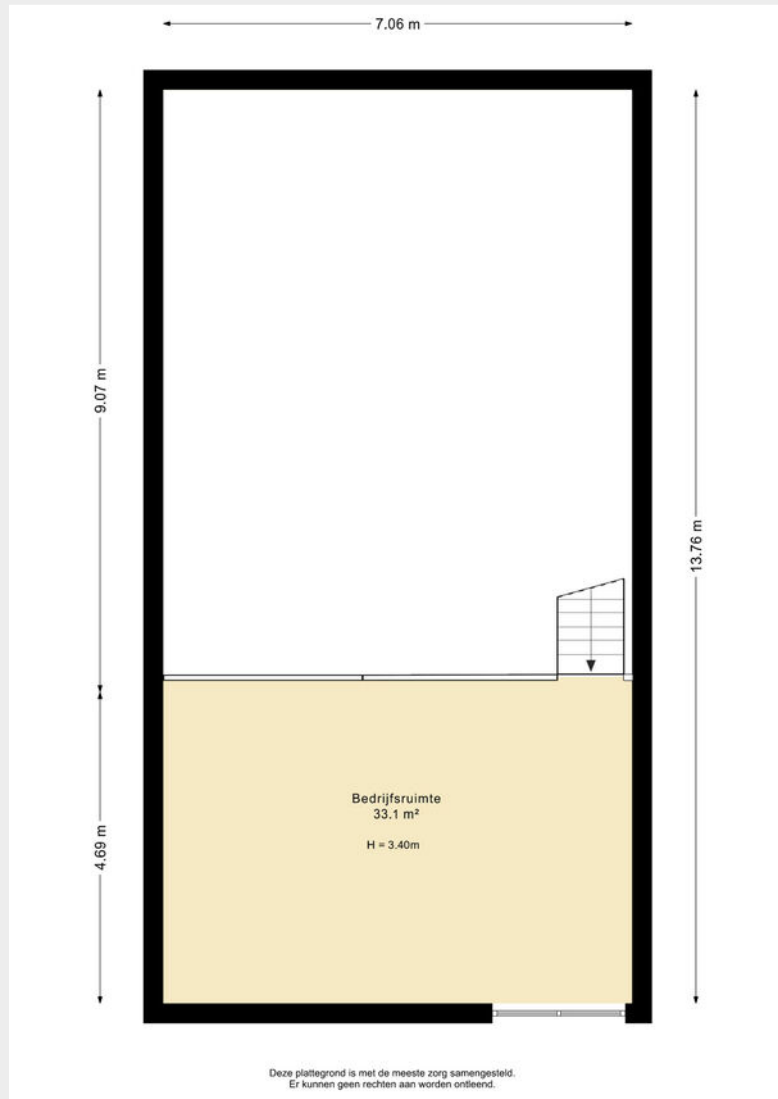 7.06 m
9.07 m
13.76 m
Bedrijfsruimte
33.1 m²
H = 3.40m
4.69 m
Deze plattegrond is met de meeste zorg samengesteld.
Er kunnen geen rechten aan worden ontleend.